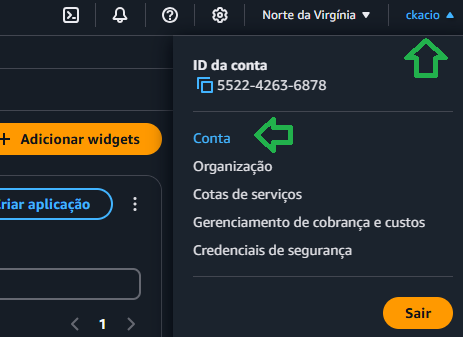 Norte da Virgínia ▼ ckacio ▲
ID da conta
5522-4263-6878
+ Adicionar widgets
Conta
Organização
riar aplicação
Cotas de serviços
Gerenciamento de cobrança e custos
Credenciais de segurança
Sair
< 1 >